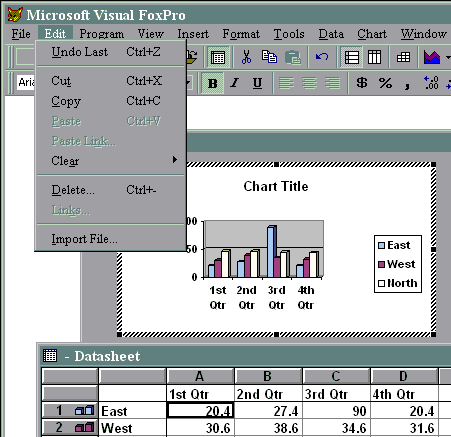 Microsoft Visual FoxPro
File Edit Program View Insert Format Tools Data Chart Window
Undo Last Ctrl+Z
Cut Ctrl+X
Copy Ctrl+C
Paste Ctrl+V
Paste Link...
Clear
Delete... Ctrl+-
Links...
Import File...
Aria
B I U $ % , .00
Chart Title
100
50
0
1st Qtr 2nd Qtr 3rd Qtr 4th Qtr
East
West
North
- Datasheet
A B C D
1st Qtr 2nd Qtr 3rd Qtr 4th Qtr
1 East 20.4 27.4 90 20.4
2 West 30.6 38.6 34.6 31.6